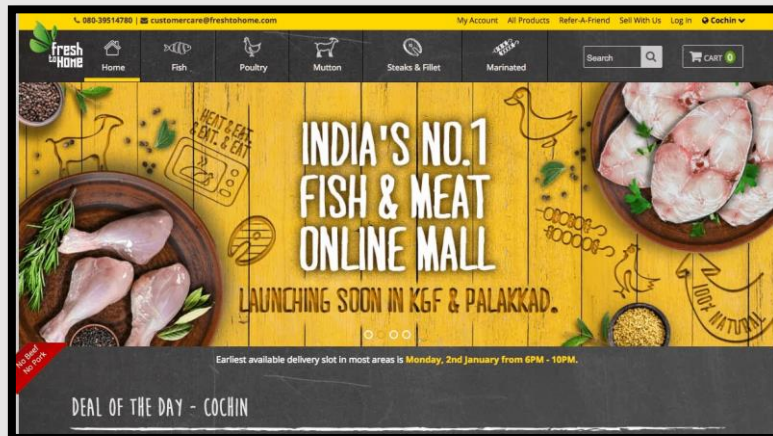 080-39514780 | customercare@freshtohome.com
My Account All Products Refer-A-Friend Sell With Us Log In Cochin
fresh
to HOME
Home Fish Poultry Mutton Steaks & Fillet Marinated
Search
CART 0
HEAT & EAT.
& EAT. & EAT
INDIA'S NO.1
FISH & MEAT
ONLINE MALL
LAUNCHING SOON IN KGF & PALAKKAD.
100% NATURAL
No Beef
No Pork
Earliest available delivery slot in most areas is Monday, 2nd January from 6PM - 10PM.
DEAL OF THE DAY - COCHIN